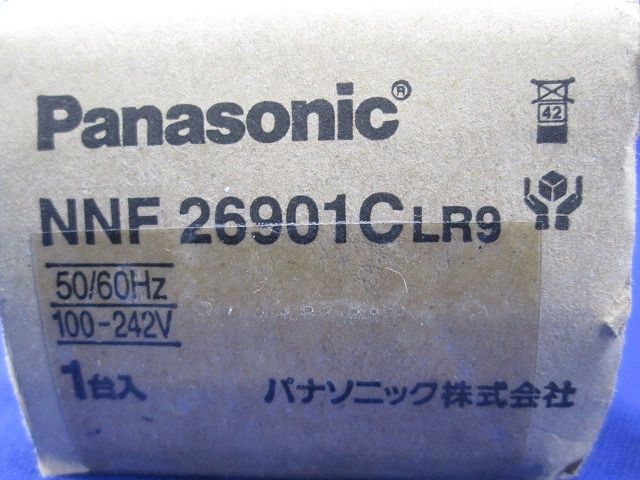 Panasonic®
42
NNF 26901C LR9
50/60Hz
100-242V
1台入
パナソニック株式会社